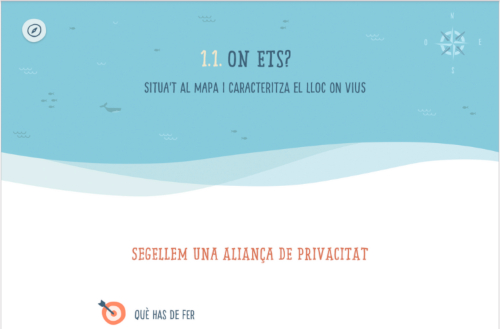 1.1. ON ETS?
SITUA'T AL MAPA I CARACTERITZA EL LLOC ON VIUS
SEGELLEM UNA ALIANÇA DE PRIVACITAT
QUÈ HAS DE FER